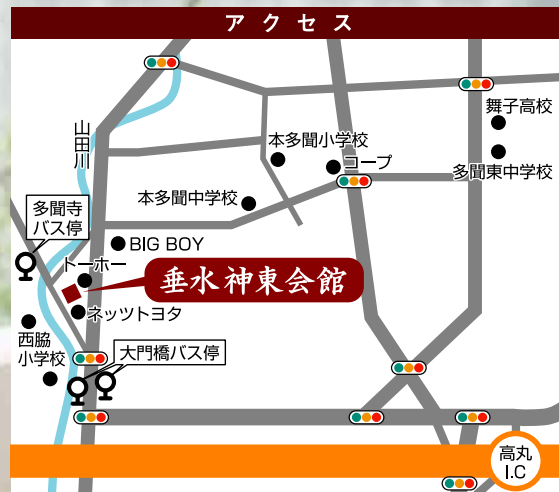 アクセス
山田川
舞子高校
本多聞小学校
コープ
多聞東中学校
本多聞中学校
多聞寺
バス停
BIG BOY
トーホー
垂水神東会館
ネッツトヨタ
西脇
小学校
大門橋バス停
高丸
I.C